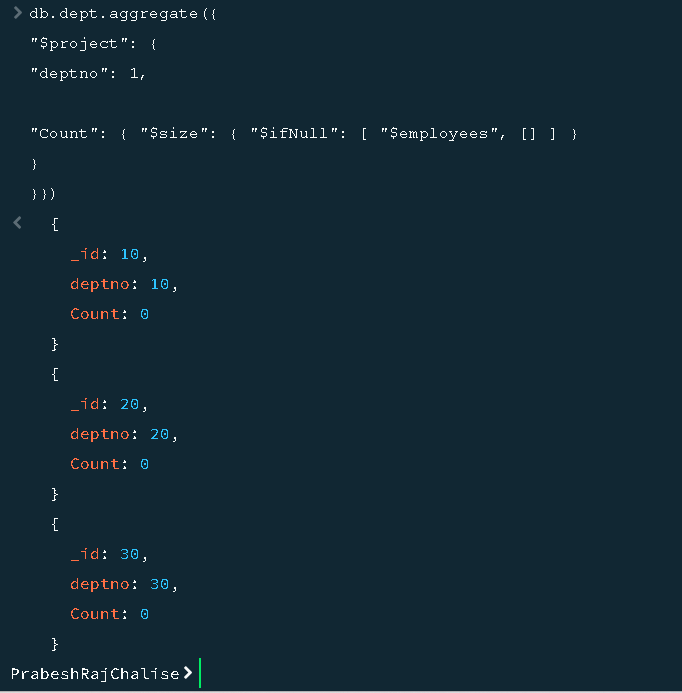 > db.dept.aggregate({
"$project": {
"deptno": 1,
"Count": { "$size": { "$ifNull": [ "$employees", [] ] }
}
}})
< {
_id: 10,
deptno: 10,
Count: 0
}
{
_id: 20,
deptno: 20,
Count: 0
}
{
_id: 30,
deptno: 30,
Count: 0
}
PrabeshRajChalise>